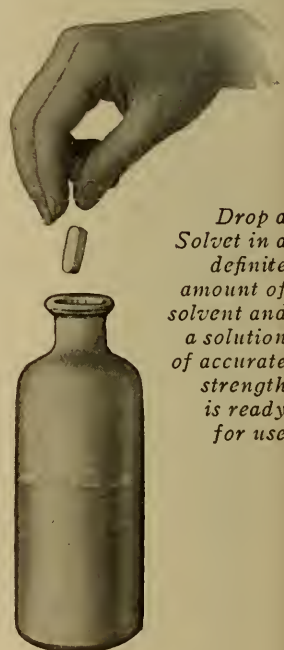 Drop a
Solvet in a
definite
amount of
solvent and
a solution
of accurate
strength
is ready
for use